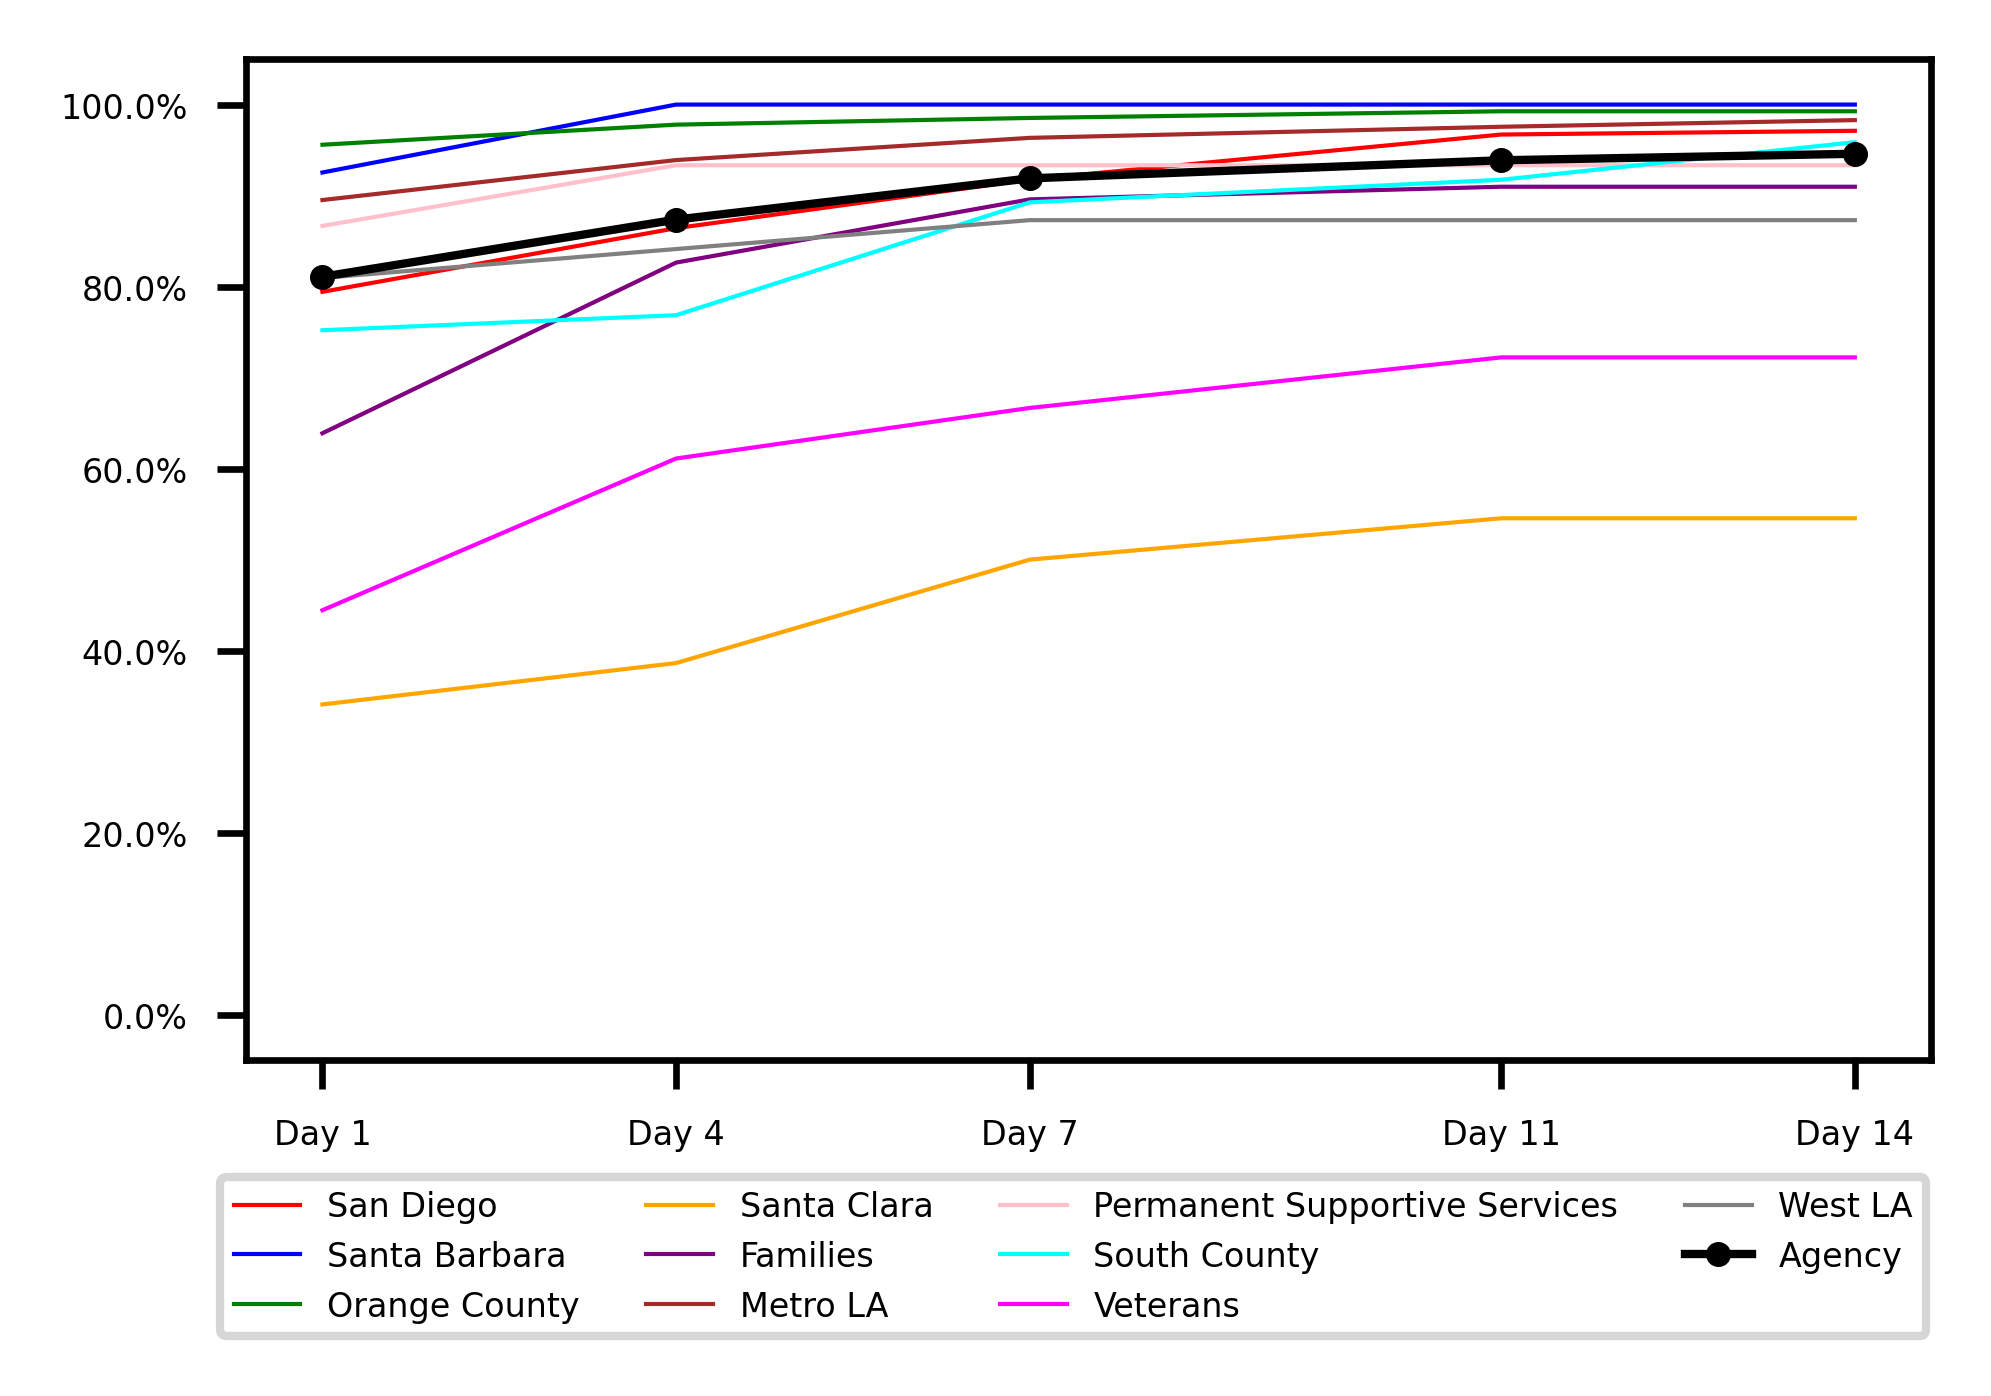 100.0%
80.0%
60.0%
40.0%
20.0%
0.0%
Day 1 Day 4 Day 7 Day 11 Day 14
San Diego Santa Clara Permanent Supportive Services West LA
Santa Barbara Families South County Agency
Orange County Metro LA Veterans